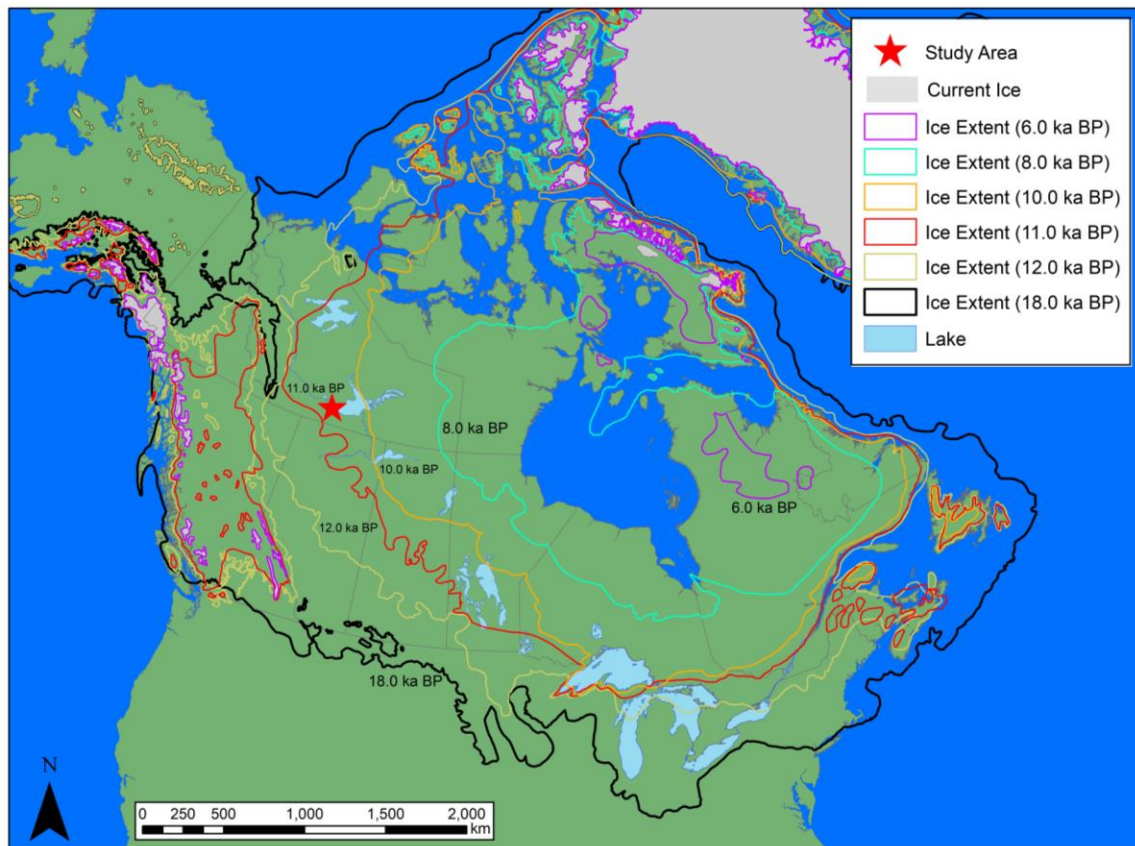 Study Area
Current Ice
Ice Extent (6.0 ka BP)
Ice Extent (8.0 ka BP)
Ice Extent (10.0 ka BP)
Ice Extent (11.0 ka BP)
Ice Extent (12.0 ka BP)
Ice Extent (18.0 ka BP)
Lake
11.0 ka BP
8.0 ka BP
10.0 ka BP
6.0 ka BP
12.0 ka BP
18.0 ka BP
N
0 250 500 1,000 1,500 2,000
km